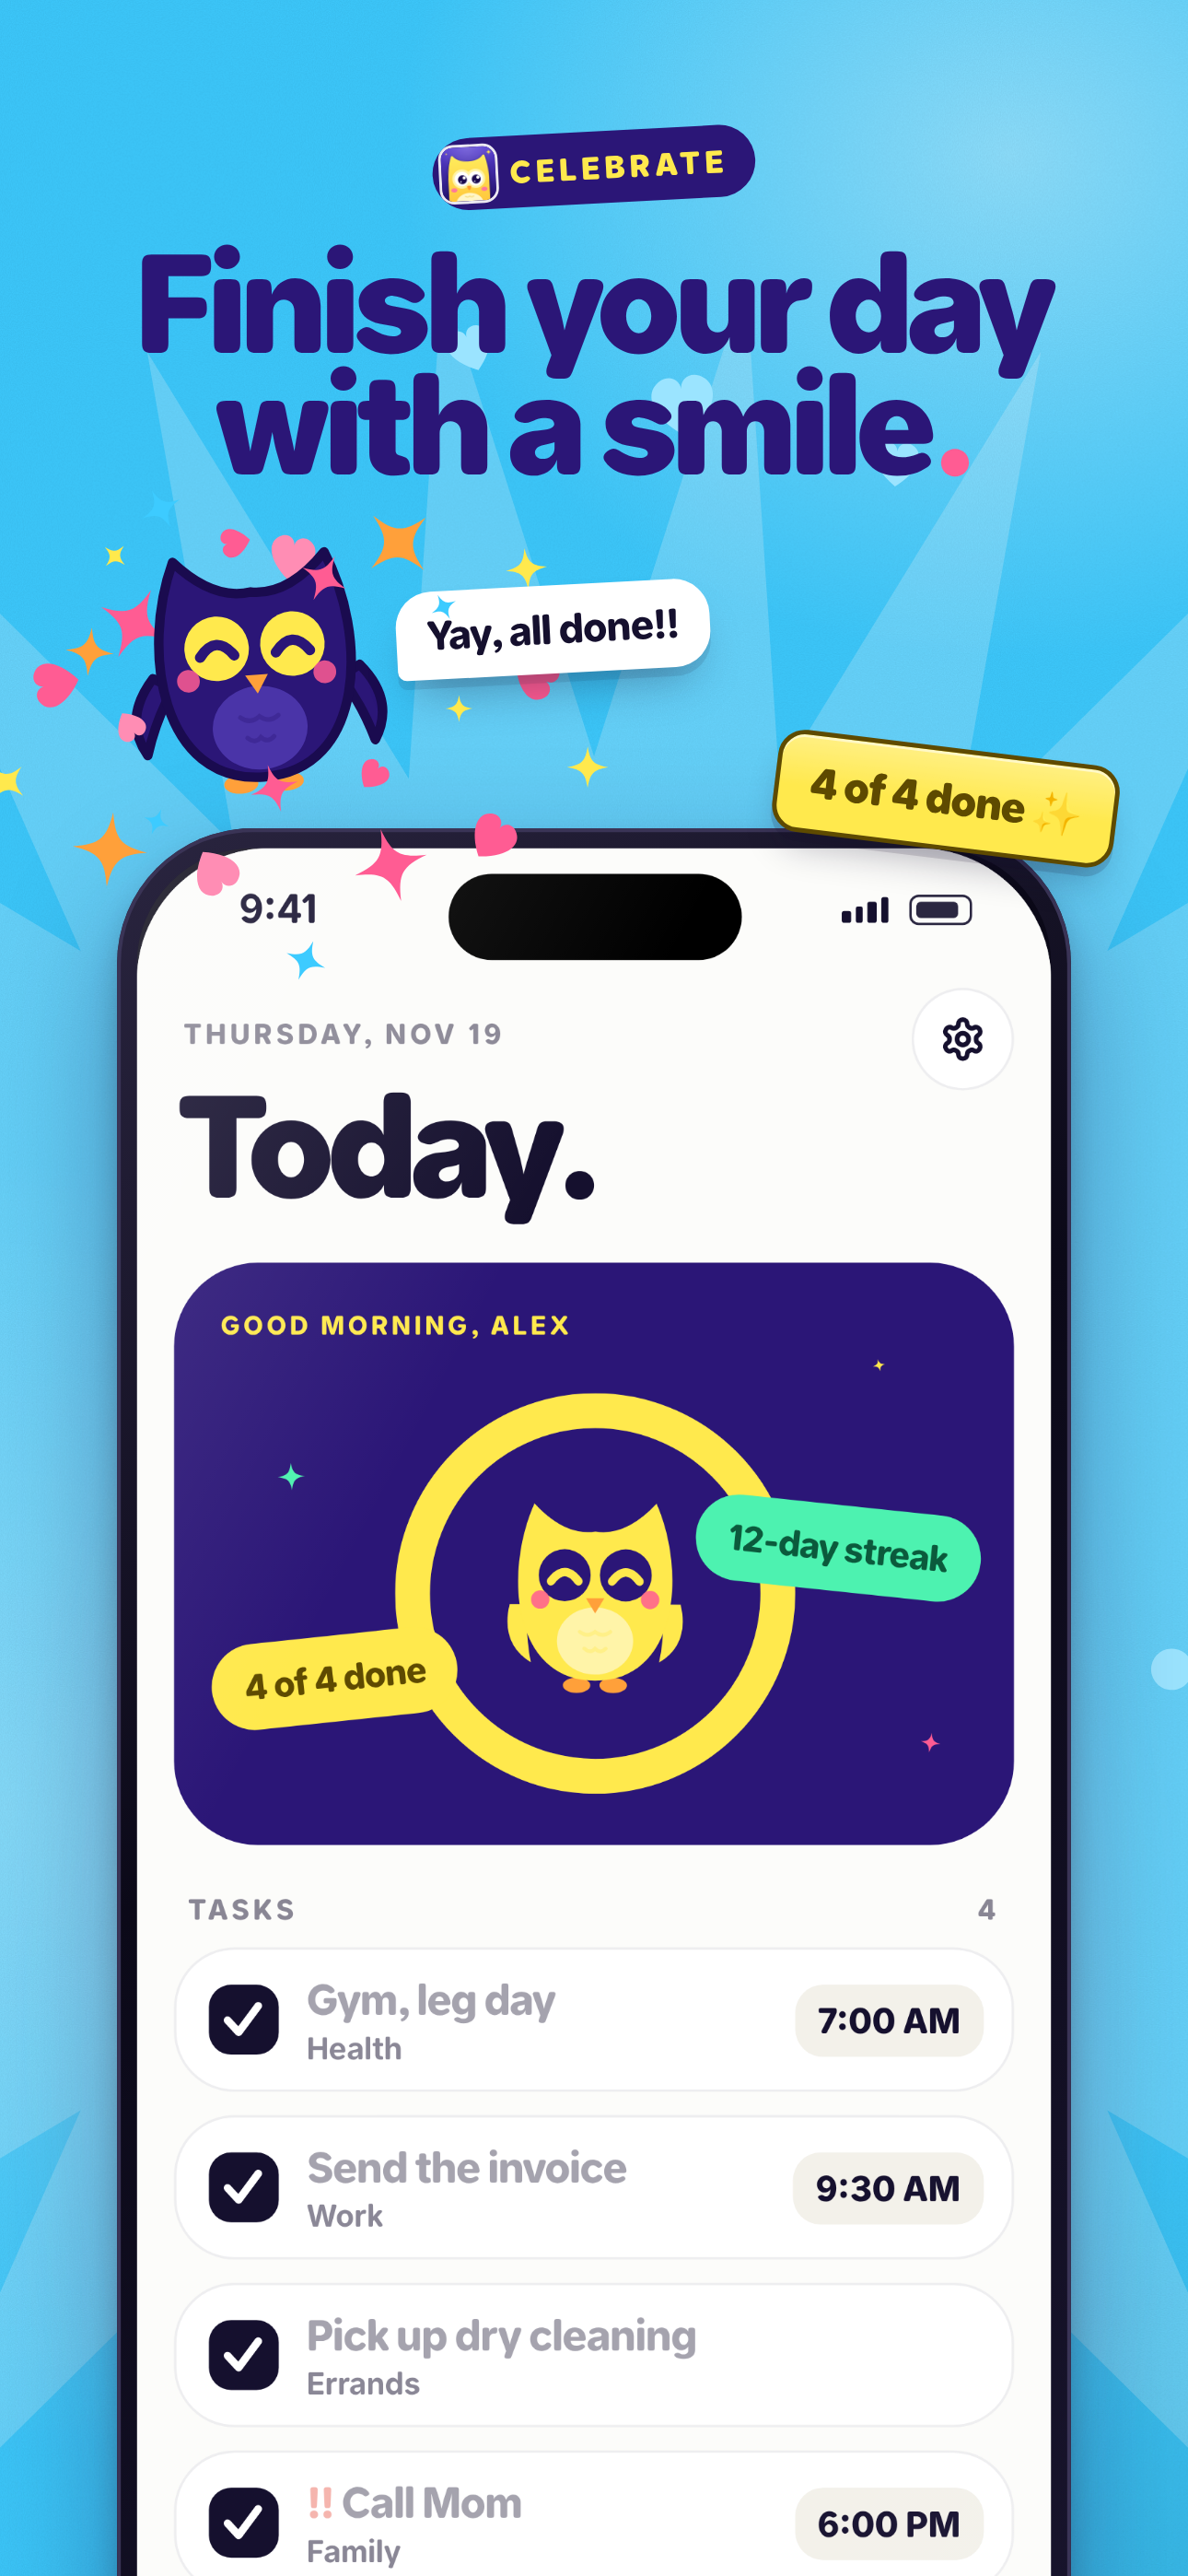 CELEBRATE
Finish your day
with a smile.
Yay, all done!!
4 of 4 done ✨
9:41
THURSDAY, NOV 19
Today.
GOOD MORNING, ALEX
12-day streak
4 of 4 done
TASKS 4
Gym, leg day
Health
7:00 AM
Send the invoice
Work
9:30 AM
Pick up dry cleaning
Errands
!! Call Mom
Family
6:00 PM